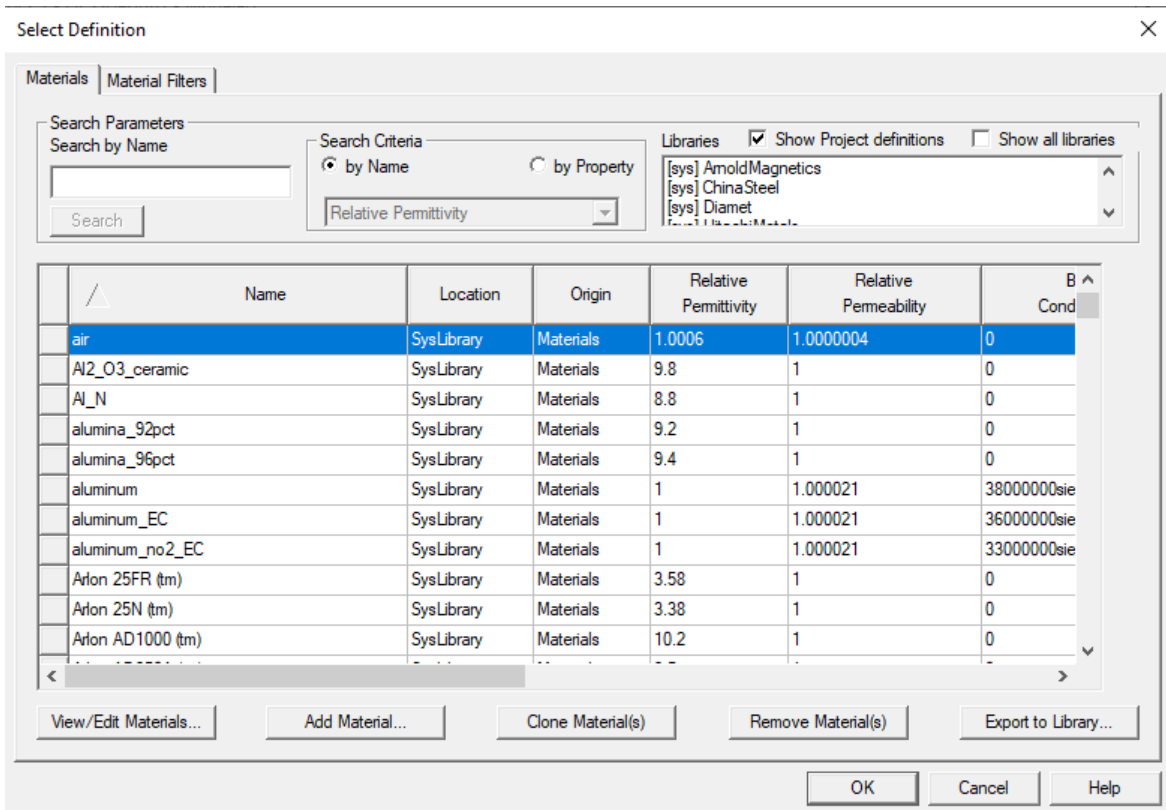 Select Definition
Materials
Material Filters
Search Parameters
Search by Name
Search
Search Criteria
by Name
by Property
Relative Permittivity
Libraries
Show Project definitions
Show all libraries
[sys] ArnoldMagnetics
[sys] ChinaSteel
[sys] Diamet
Name Location Origin Relative Permittivity Relative Permeability B Cond
air SysLibrary Materials 1.0006 1.0000004 0
Al2_O3_ceramic SysLibrary Materials 9.8 1 0
Al_N SysLibrary Materials 8.8 1 0
alumina_92pct SysLibrary Materials 9.2 1 0
alumina_96pct SysLibrary Materials 9.4 1 0
aluminum SysLibrary Materials 1 1.000021 38000000sie
aluminum_EC SysLibrary Materials 1 1.000021 36000000sie
aluminum_no2_EC SysLibrary Materials 1 1.000021 33000000sie
Arlon 25FR (tm) SysLibrary Materials 3.58 1 0
Arlon 25N (tm) SysLibrary Materials 3.38 1 0
Arlon AD1000 (tm) SysLibrary Materials 10.2 1 0
View/Edit Materials... Add Material... Clone Material(s) Remove Material(s) Export to Library...
OK Cancel Help